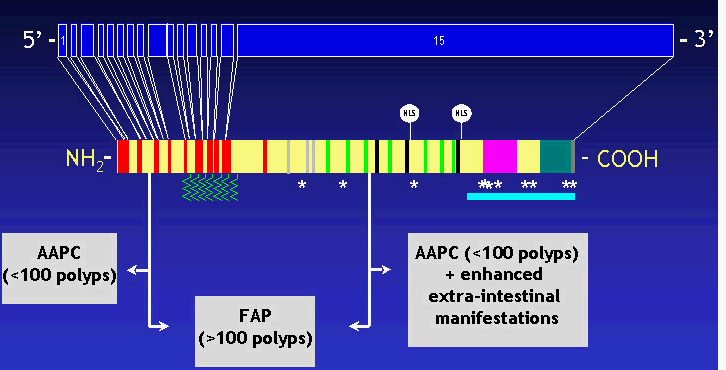 5’ - 1 15 - 3’
NLS NLS
NH2- - COOH
* * * **** ** **
AAPC
(<100 polyps)
FAP
(>100 polyps)
AAPC (<100 polyps)
+ enhanced
extra-intestinal
manifestations